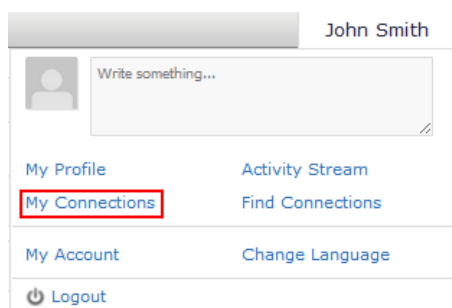 John Smith
Write something...
My Profile Activity Stream
My Connections Find Connections
My Account Change Language
Logout